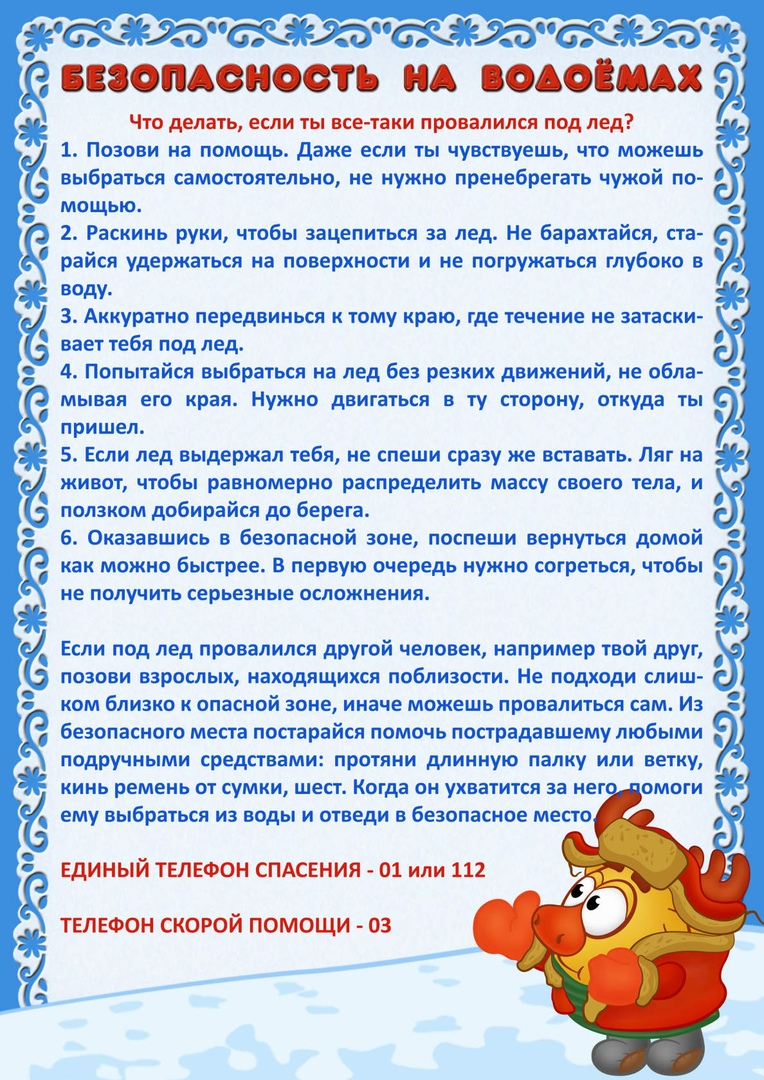 БЕЗОПАСНОСТЬ НА ВОДОЁМАХ
Что делать, если ты все-таки провалился под лед?
1. Позови на помощь. Даже если ты чувствуешь, что можешь
выбраться самостоятельно, не нужно пренебрегать чужой по-
мощью.
2. Раскинь руки, чтобы зацепиться за лед. Не барахтайся, ста-
райся удержаться на поверхности и не погружаться глубоко в
воду.
3. Аккуратно передвинься к тому краю, где течение не затаски-
вает тебя под лед.
4. Попытайся выбраться на лед без резких движений, не обла-
мывая его края. Нужно двигаться в ту сторону, откуда ты
пришел.
5. Если лед выдержал тебя, не спеши сразу же вставать. Ляг на
живот, чтобы равномерно распределить массу своего тела, и
ползком добирайся до берега.
6. Оказавшись в безопасной зоне, поспеши вернуться домой
как можно быстрее. В первую очередь нужно согреться, чтобы
не получить серьезные осложнения.
Если под лед провалился другой человек, например твой друг,
позови взрослых, находящихся поблизости. Не подходи слиш-
ком близко к опасной зоне, иначе можешь провалиться сам. Из
безопасного места постарайся помочь пострадавшему любыми
подручными средствами: протяни длинную палку или ветку,
кинь ремень от сумки, шест. Когда он ухватится за него, помоги
ему выбраться из воды и отведи в безопасное место.
ЕДИНЫЙ ТЕЛЕФОН СПАСЕНИЯ - 01 или 112
ТЕЛЕФОН СКОРОЙ ПОМОЩИ - 03